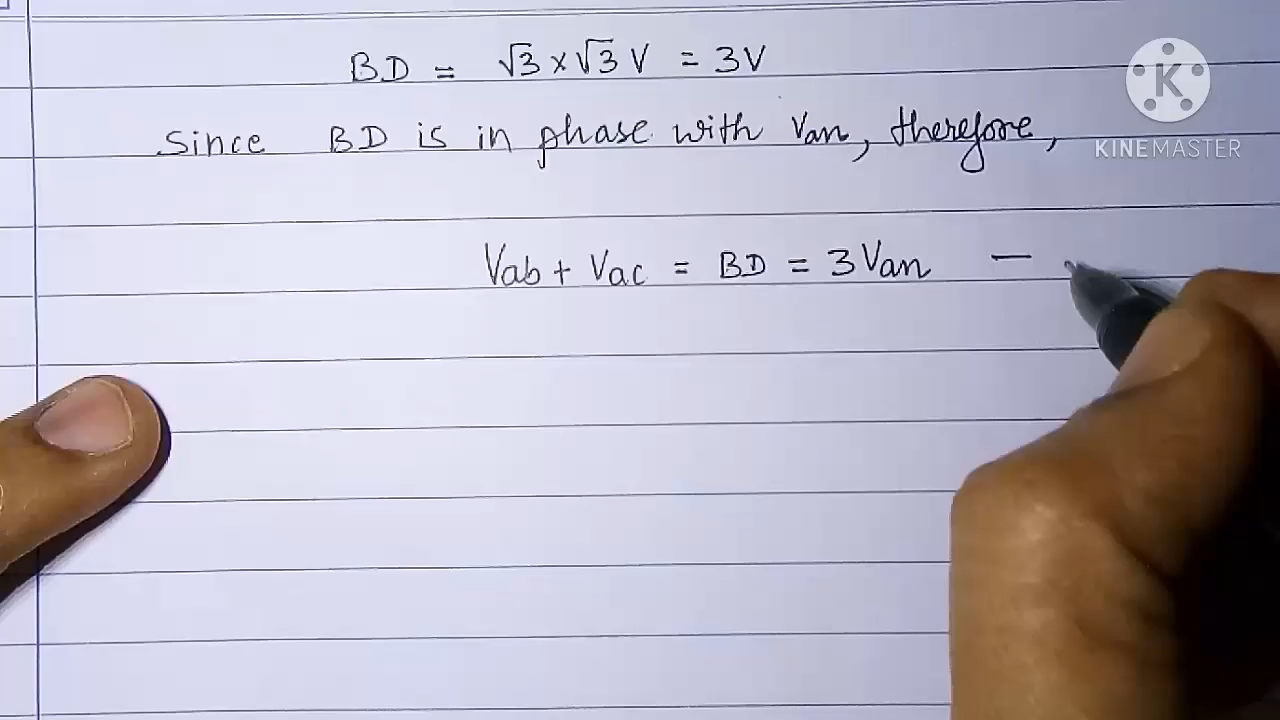 BD = √3 × √3 V = 3V
Since BD is in phase with Van, therefore,
Vab + Vac = BD = 3Van —
K
KINEMASTER